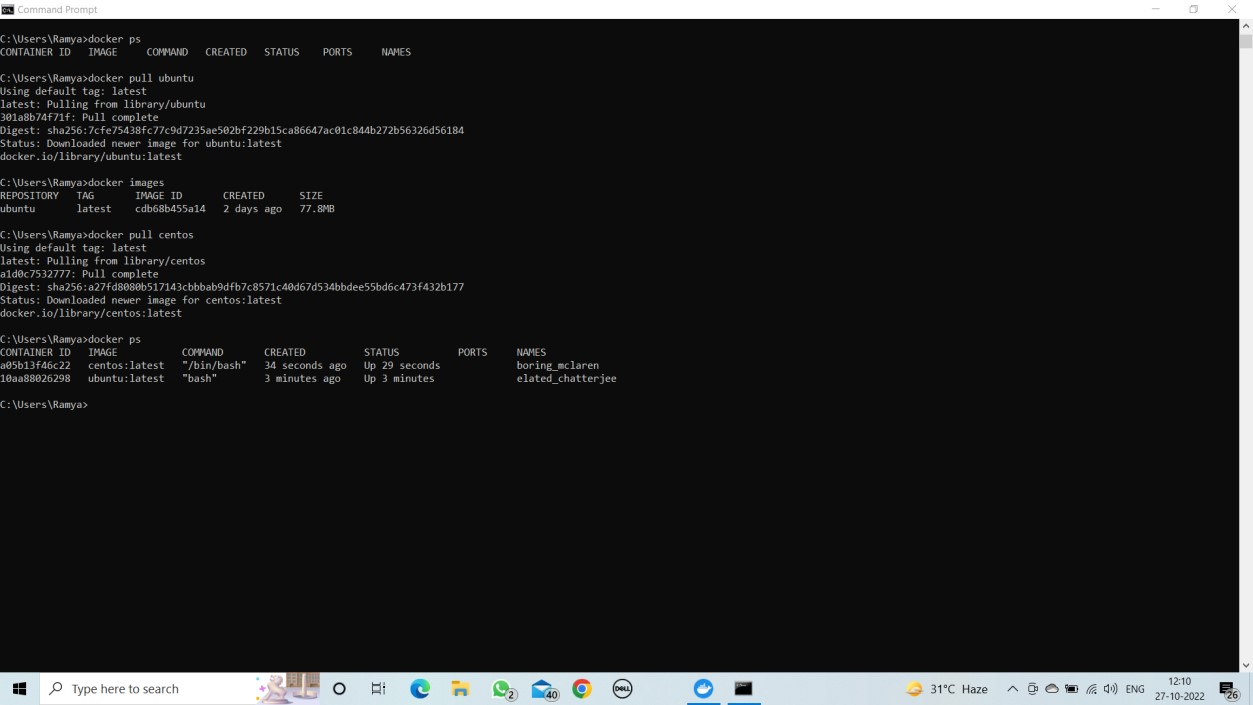 Command Prompt
C:\Users\Ramya>docker ps
CONTAINER ID   IMAGE     COMMAND   CREATED   STATUS    PORTS     NAMES
C:\Users\Ramya>docker pull ubuntu
Using default tag: latest
latest: Pulling from library/ubuntu
301a8b74f71f: Pull complete
Digest: sha256:7cfe75438fc77c9d7235ae502bf229b15ca86647ac01c844b272b56326d56184
Status: Downloaded newer image for ubuntu:latest
docker.io/library/ubuntu:latest
C:\Users\Ramya>docker images
REPOSITORY   TAG       IMAGE ID       CREATED      SIZE
ubuntu       latest    cdb68b455a14   2 days ago   77.8MB
C:\Users\Ramya>docker pull centos
Using default tag: latest
latest: Pulling from library/centos
a1d0c7532777: Pull complete
Digest: sha256:a27fd8080b517143cbbbab9dfb7c8571c40d67d534bbdee55bd6c473f432b177
Status: Downloaded newer image for centos:latest
docker.io/library/centos:latest
C:\Users\Ramya>docker ps
CONTAINER ID   IMAGE           COMMAND       CREATED          STATUS          PORTS     NAMES
a05b13f46c22   centos:latest   "/bin/bash"   34 seconds ago   Up 29 seconds             boring_mclaren
10aa88026298   ubuntu:latest   "bash"        3 minutes ago    Up 3 minutes              elated_chatterjee
C:\Users\Ramya>
Type here to search
2
40
DELL
31°C Haze
ENG
12:10
27-10-2022
26